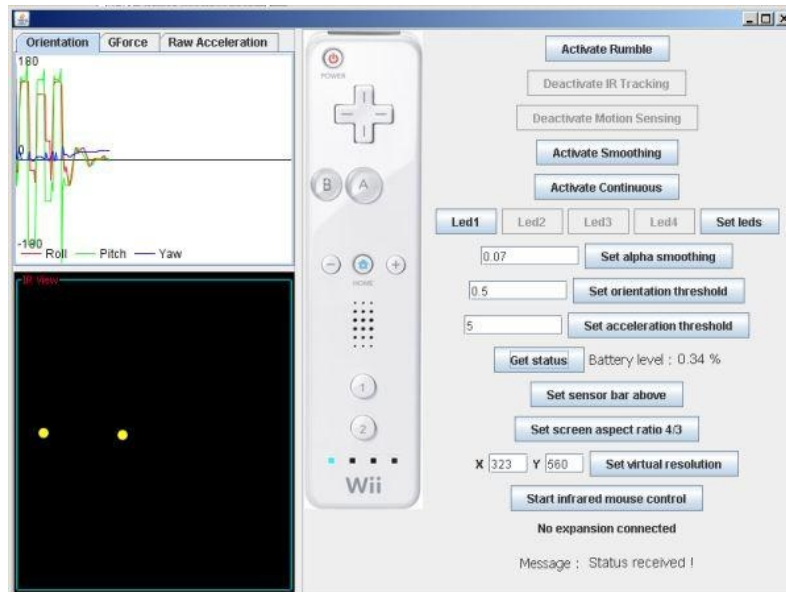 Orientation GForce Raw Acceleration
180
0
-180
Roll Pitch Yaw
IR View
POWER
B A
HOME
1
2
Wii
Activate Rumble
Deactivate IR Tracking
Deactivate Motion Sensing
Activate Smoothing
Activate Continuous
Led1 Led2 Led3 Led4 Set leds
0.07 Set alpha smoothing
0.5 Set orientation threshold
5 Set acceleration threshold
Get status Battery level : 0.34 %
Set sensor bar above
Set screen aspect ratio 4/3
X 323 Y 560 Set virtual resolution
Start infrared mouse control
No expansion connected
Message : Status received !